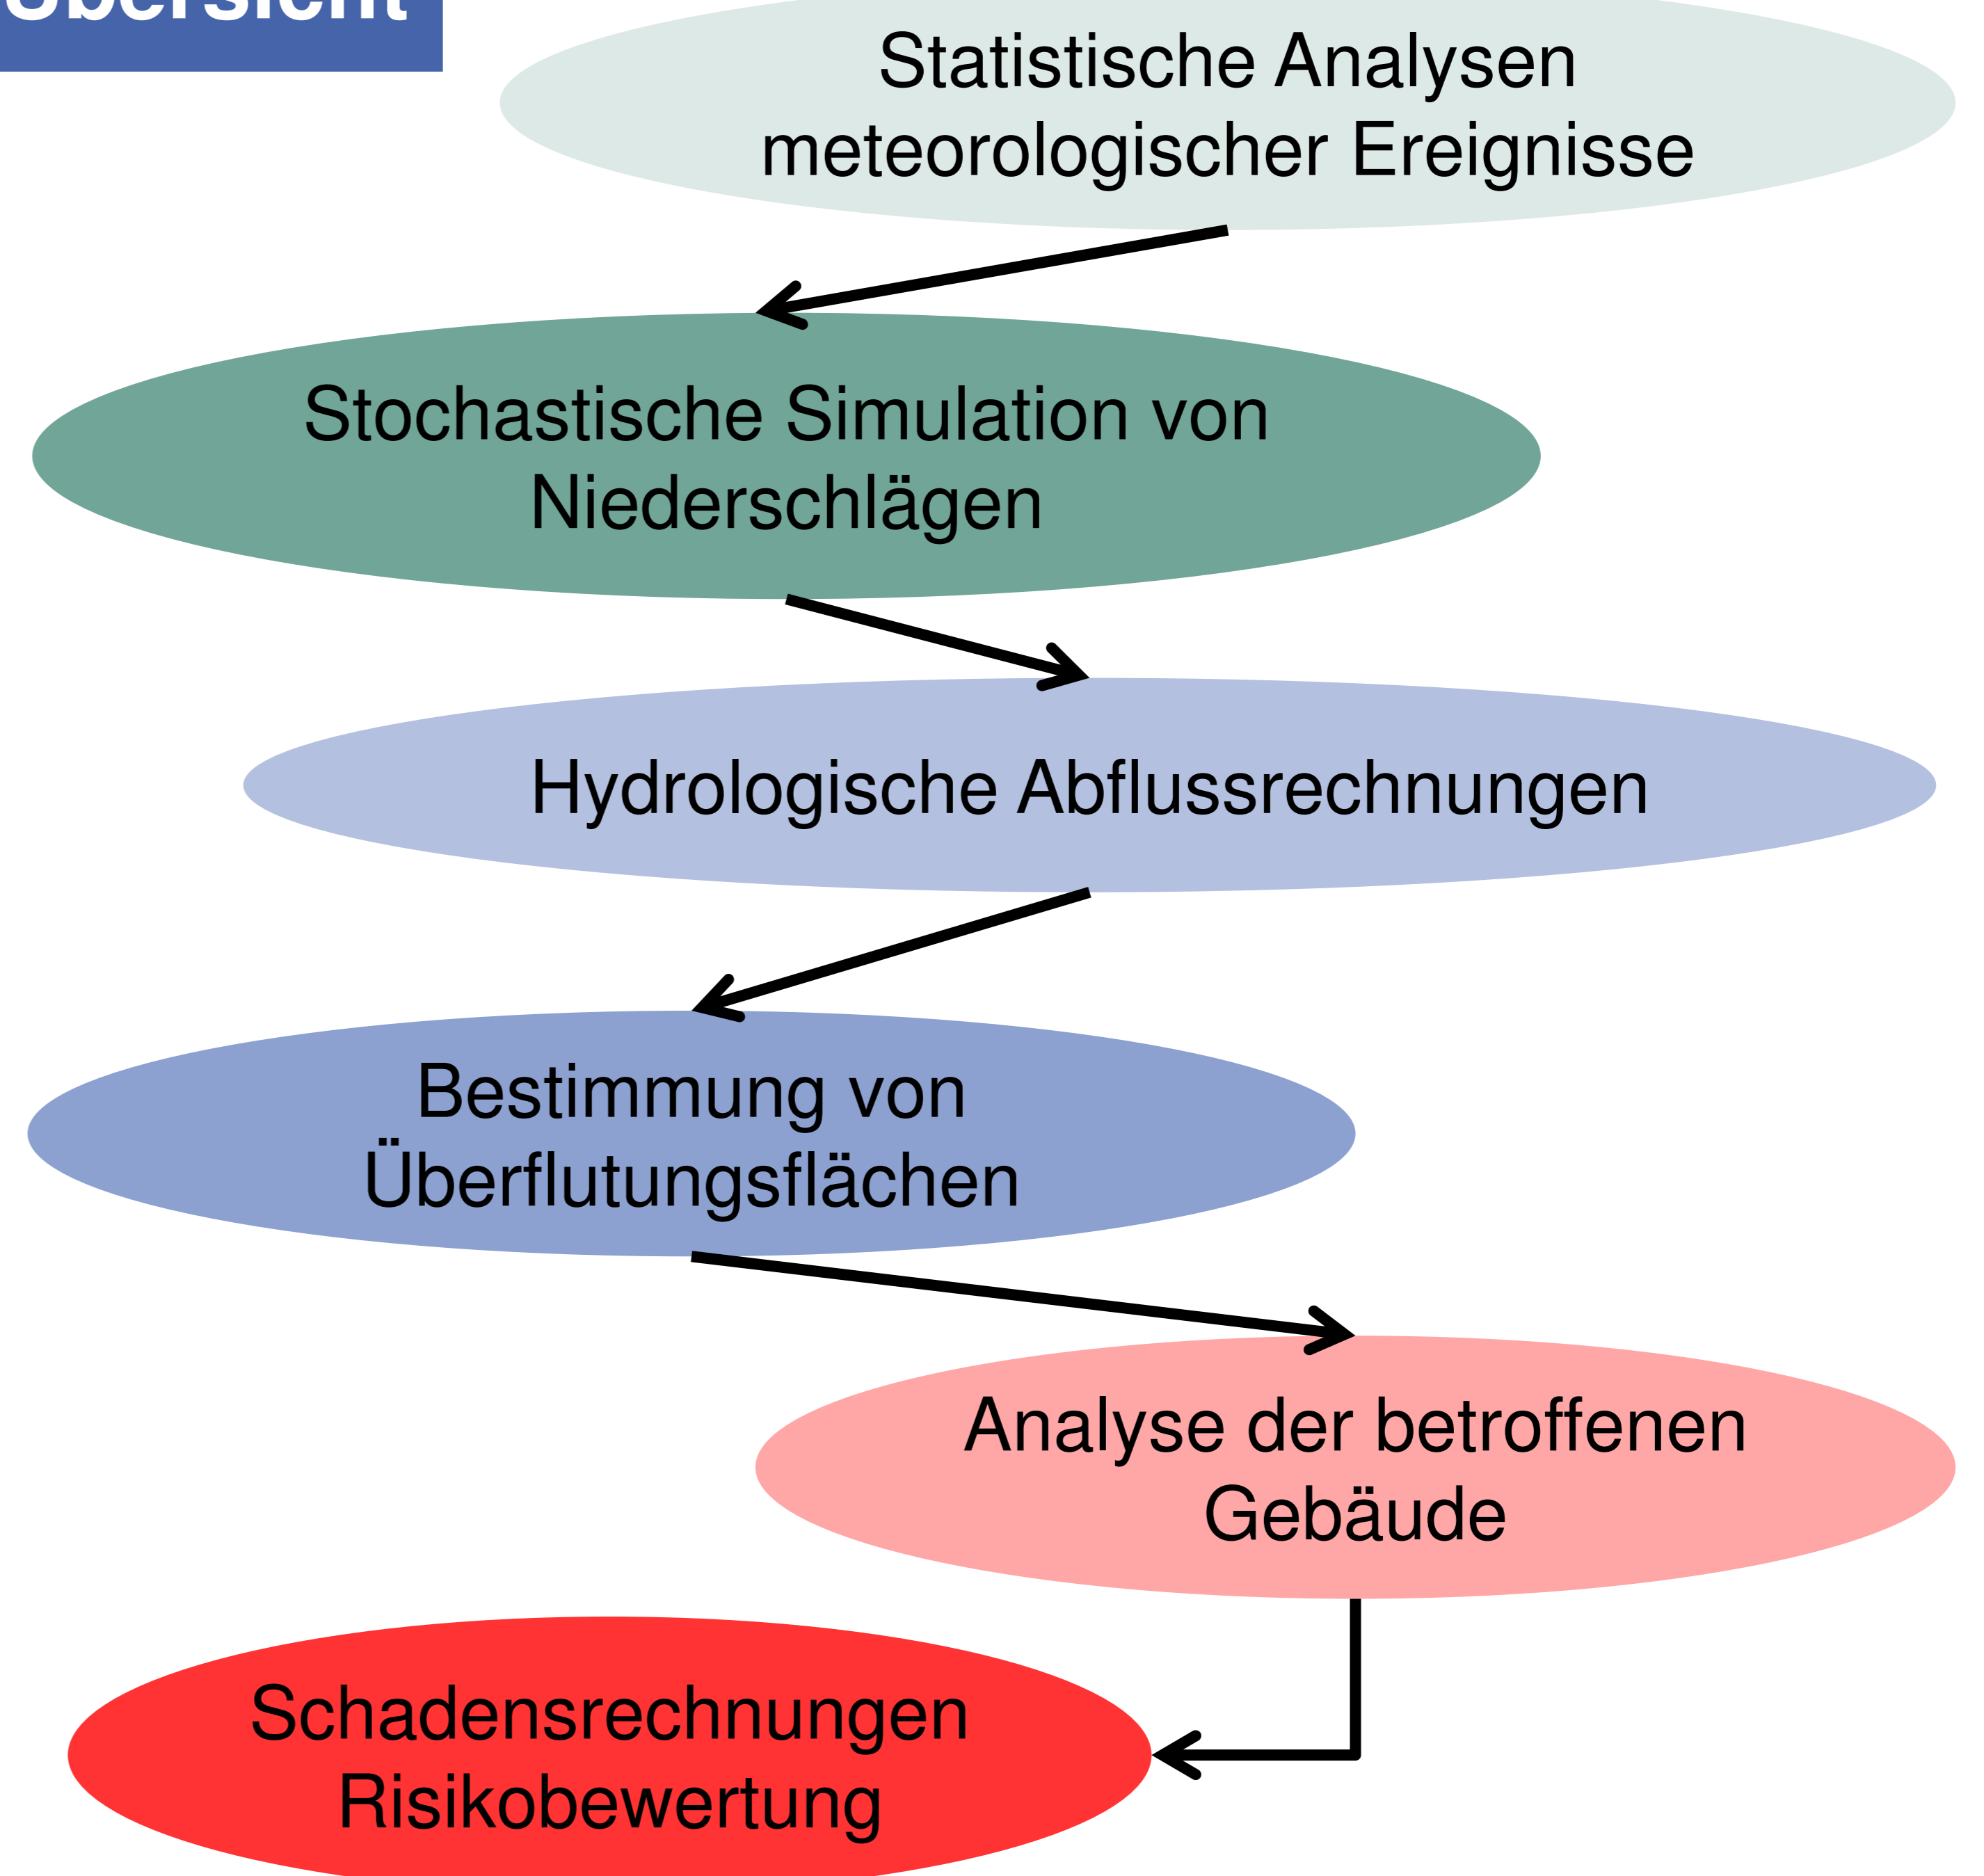 Übersicht
Statistische Analysen
meteorologischer Ereignisse
Stochastische Simulation von
Niederschlägen
Hydrologische Abflussrechnungen
Bestimmung von
Überflutungsflächen
Analyse der betroffenen
Gebäude
Schadensrechnungen
Risikobewertung